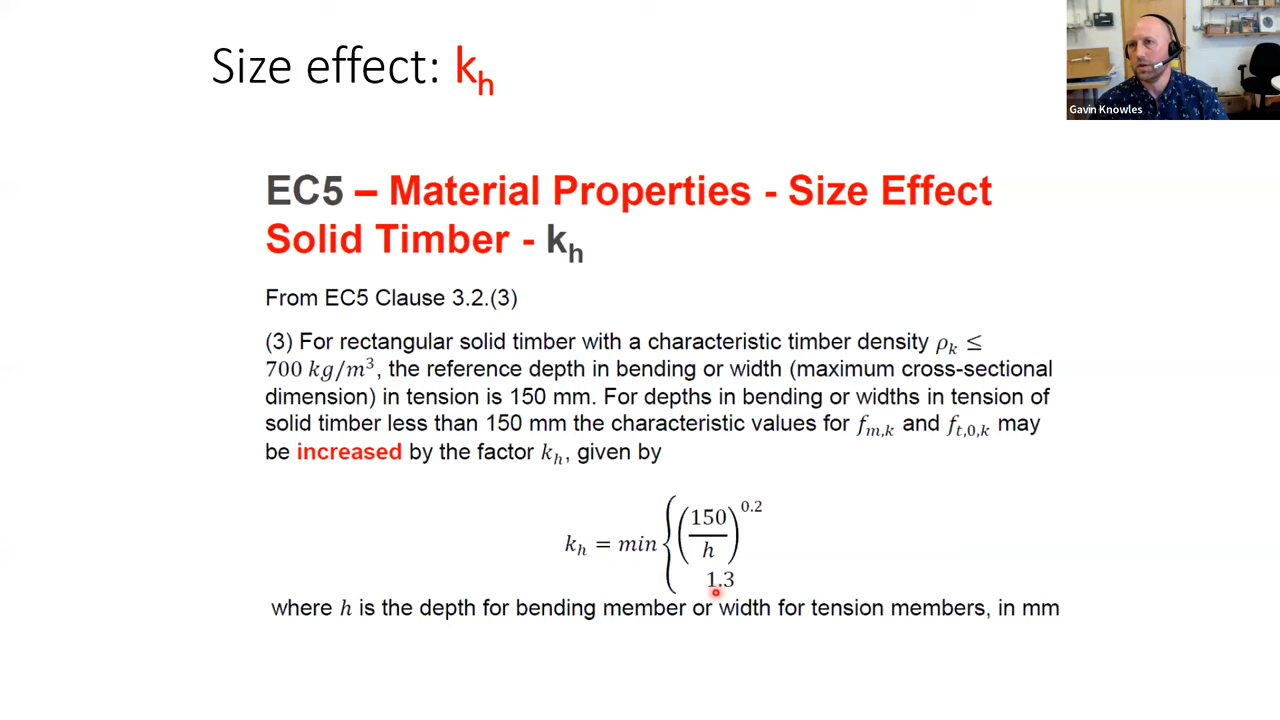 Size effect: kh
Gavin Knowles
EC5 – Material Properties - Size Effect
Solid Timber - kh
From EC5 Clause 3.2.(3)
(3) For rectangular solid timber with a characteristic timber density ρk ≤
700 kg/m³, the reference depth in bending or width (maximum cross-sectional
dimension) in tension is 150 mm. For depths in bending or widths in tension of
solid timber less than 150 mm the characteristic values for fm,k and ft,0,k may
be increased by the factor kh, given by
kh = min { (150/h)^0.2
1.3
where h is the depth for bending member or width for tension members, in mm